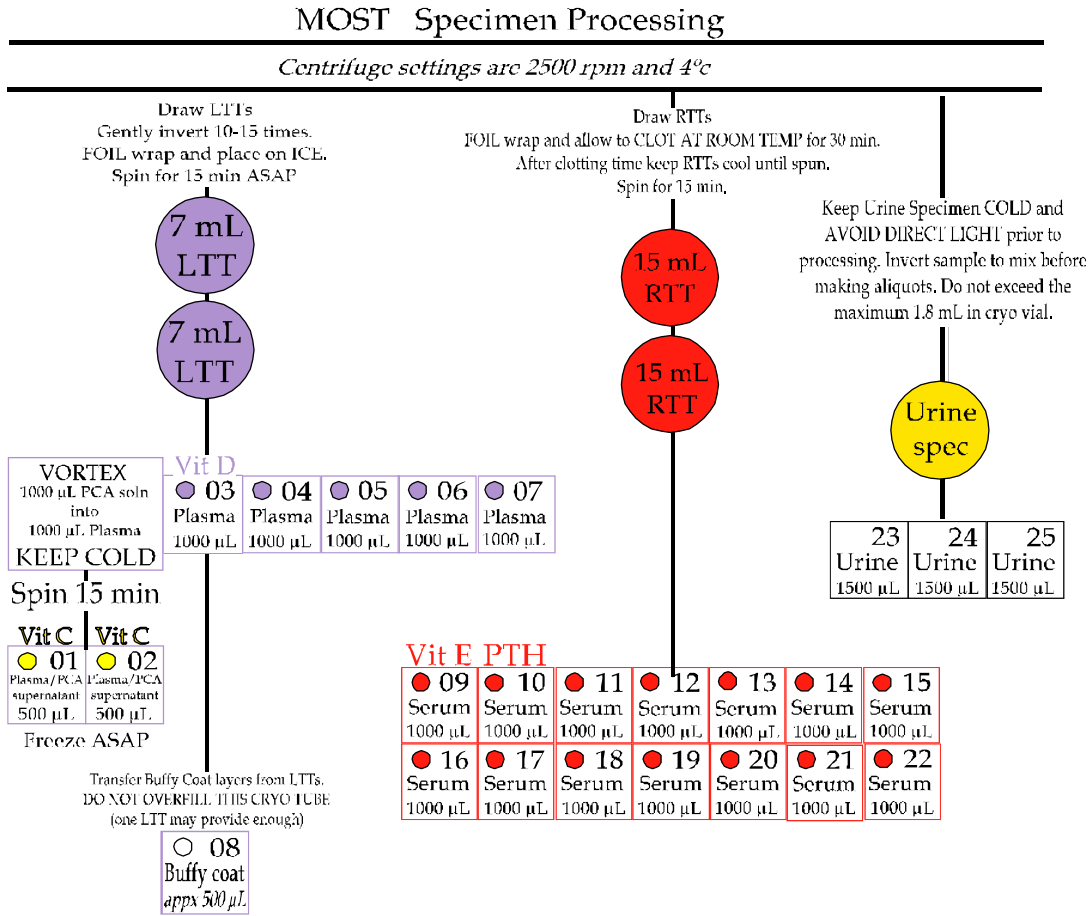 MOST Specimen Processing
Centrifuge settings are 2500 rpm and 4ºc
Draw LTTs
Gently invert 10-15 times.
FOIL wrap and place on ICE.
Spin for 15 min ASAP
7 mL
LTT
7 mL
LTT
Draw RTTs
FOIL wrap and allow to CLOT AT ROOM TEMP for 30 min.
After clotting time keep RTTs cool until spun.
Spin for 15 min.
15 mL
RTT
15 mL
RTT
Keep Urine Specimen COLD and
AVOID DIRECT LIGHT prior to
processing. Invert sample to mix before
making aliquots. Do not exceed the
maximum 1.8 mL in cryo vial.
Urine
spec
VORTEX
1000 µL PCA soln
into
1000 µL Plasma
KEEP COLD
Spin 15 min
Vit C Vit C
01 02
Plasma/PCA Plasma/PCA
supernatant supernatant
500 µL 500 µL
Freeze ASAP
Vit D
03 04 05 06 07
Plasma Plasma Plasma Plasma Plasma
1000 µL 1000 µL 1000 µL 1000 µL 1000 µL
23 24 25
Urine Urine Urine
1500 µL 1500 µL 1500 µL
Vit E PTH
09 10 11 12 13 14 15
Serum Serum Serum Serum Serum Serum Serum
1000 µL 1000 µL 1000 µL 1000 µL 1000 µL 1000 µL 1000 µL
16 17 18 19 20 21 22
Serum Serum Serum Serum Serum Serum Serum
1000 µL 1000 µL 1000 µL 1000 µL 1000 µL 1000 µL 1000 µL
Transfer Buffy Coat layers from LTTs.
DO NOT OVERFILL THIS CRYO TUBE
(one LTT may provide enough)
08
Buffy coat
appx 500 µL